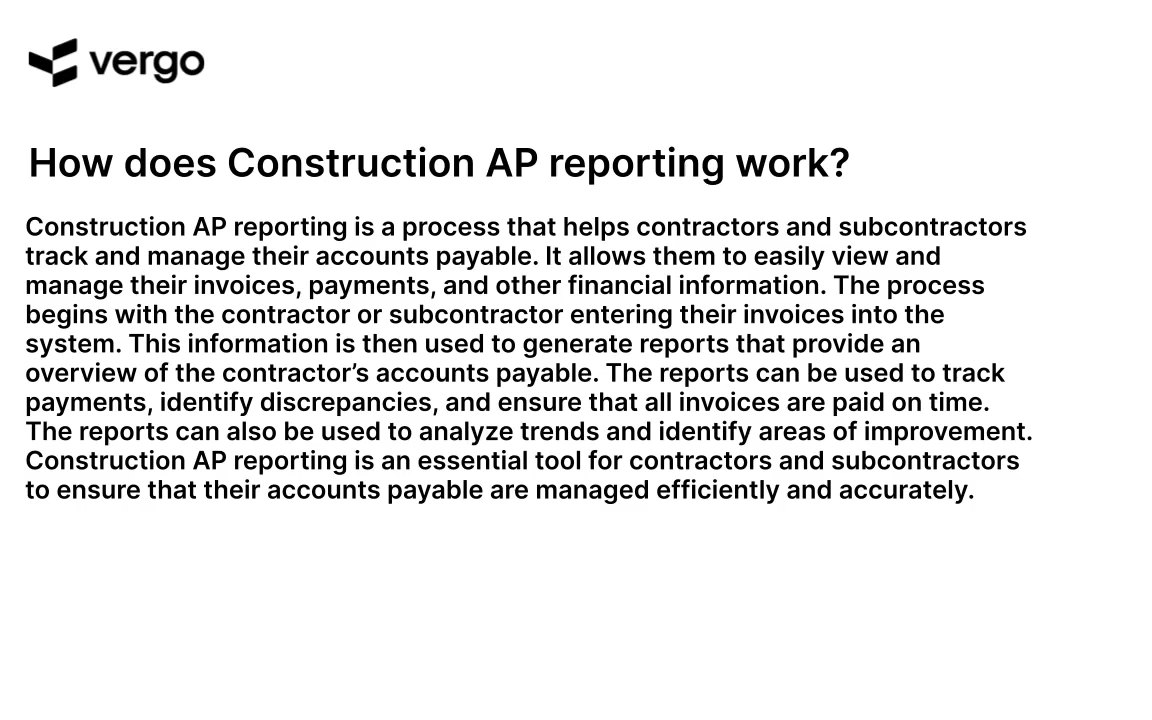 vergo
How does Construction AP reporting work?
Construction AP reporting is a process that helps contractors and subcontractors
track and manage their accounts payable. It allows them to easily view and
manage their invoices, payments, and other financial information. The process
begins with the contractor or subcontractor entering their invoices into the
system. This information is then used to generate reports that provide an
overview of the contractor’s accounts payable. The reports can be used to track
payments, identify discrepancies, and ensure that all invoices are paid on time.
The reports can also be used to analyze trends and identify areas of improvement.
Construction AP reporting is an essential tool for contractors and subcontractors
to ensure that their accounts payable are managed efficiently and accurately.